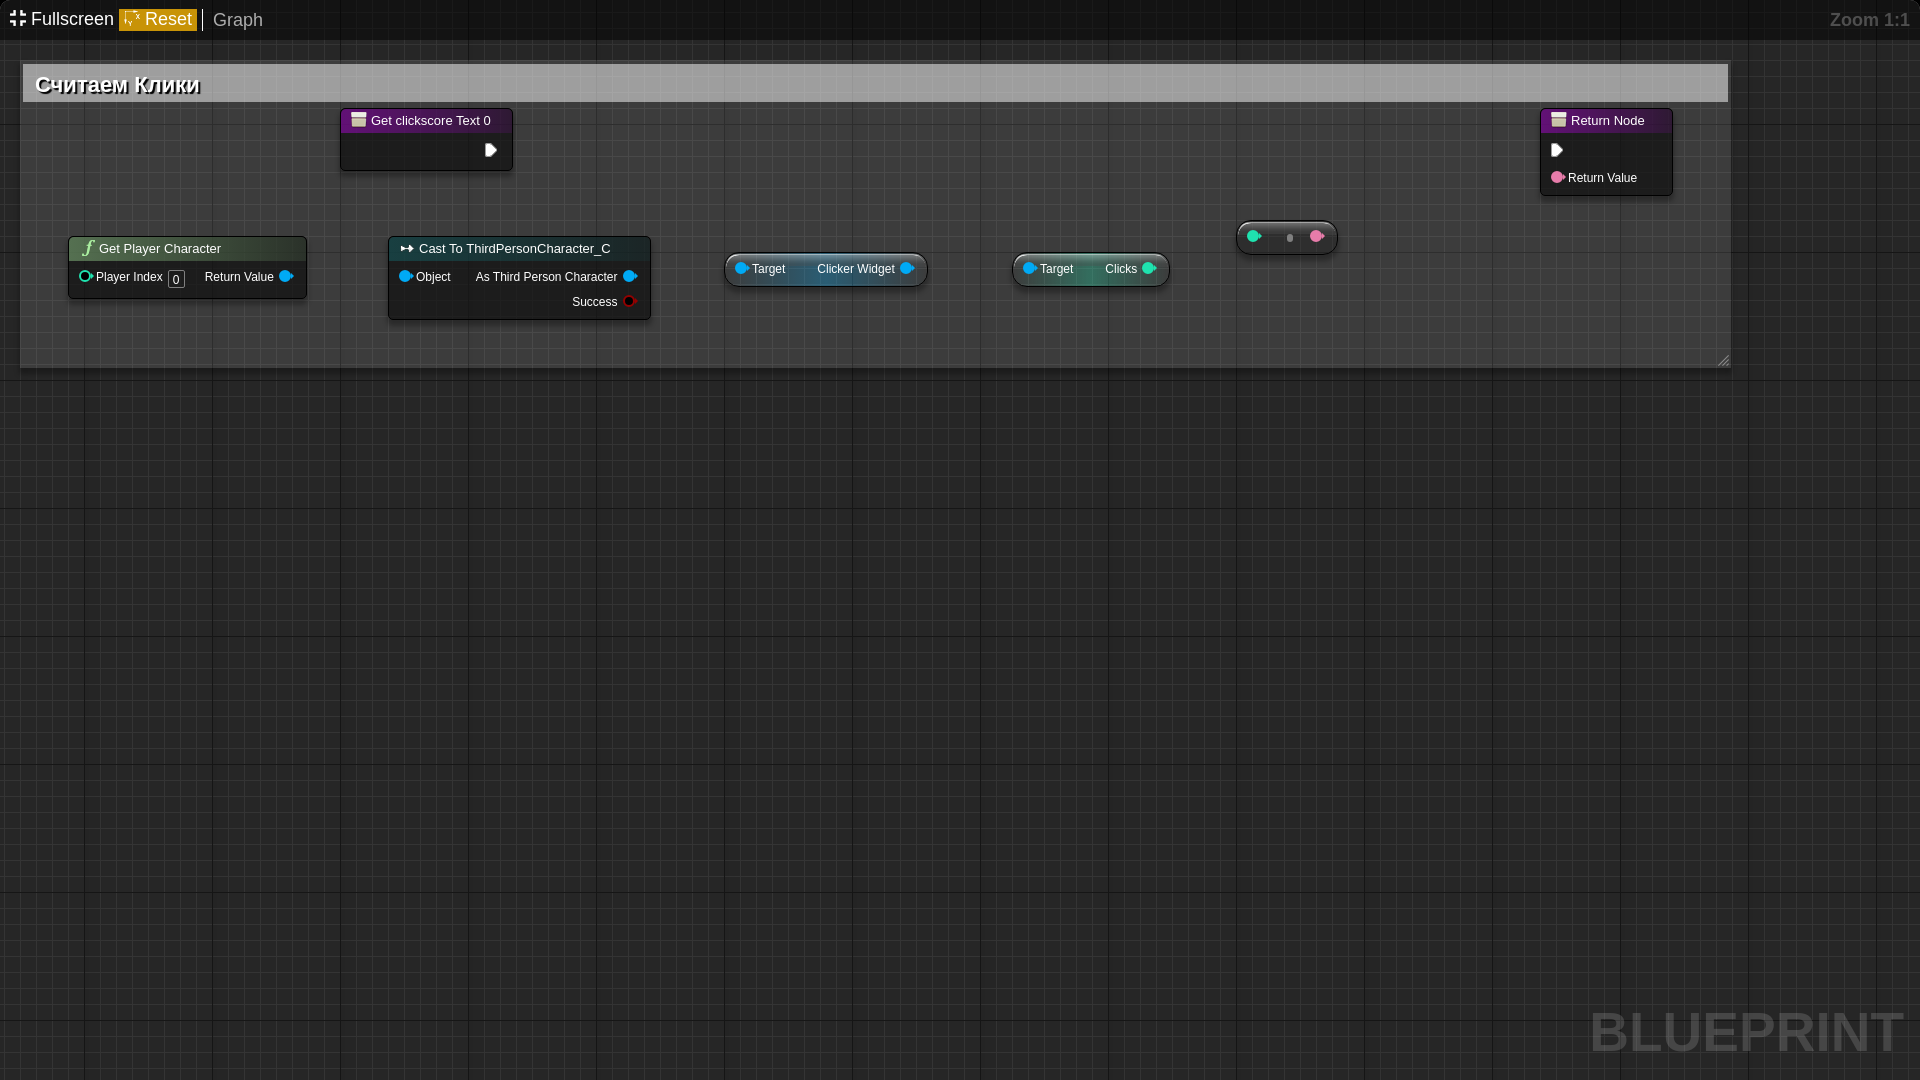 Fullscreen Reset Graph Zoom 1:1
Считаем Клики
Get clickscore Text 0
Return Node
Return Value
Get Player Character
Player Index 0 Return Value
Cast To ThirdPersonCharacter_C
Object As Third Person Character
Success
Target Clicker Widget
Target Clicks
BLUEPRINT